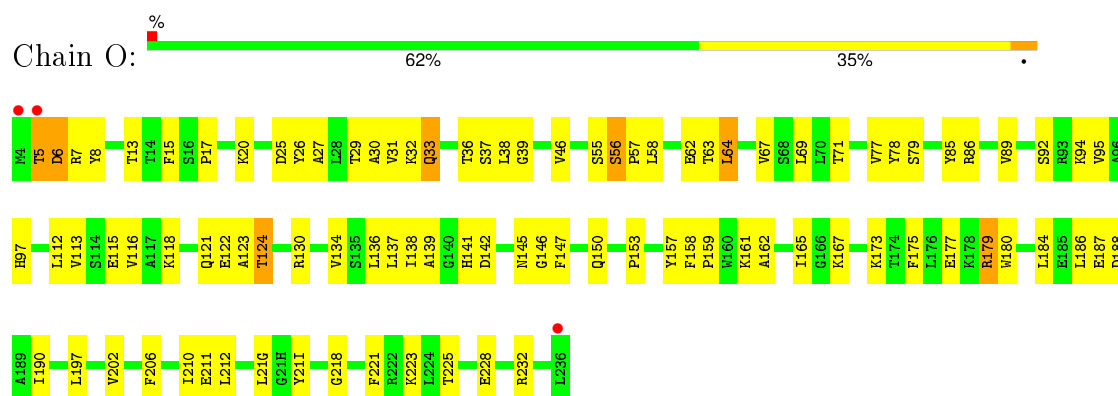 %
Chain O:
62% 35% •
M4 T5 D6 R7 Y8 T13 T14 F15 S16 P17 K20 D25 Y26 A27 L28 T29 A30 V31 K32 Q33 T36 S37 L38 G39 V46 S55 S56 P57 L58 E62 T63 L64 V67 S68 L69 L70 T71 V77 Y78 S79 Y85 R86 V89 S92 R93 K94 V95 A96
H97 L112 V113 S114 E115 V116 A117 K118 Q121 E122 A123 T124 R130 V134 S135 L136 L137 I138 A139 G140 H141 D142 N145 G146 F147 Q150 P153 Y157 F158 P159 W160 K161 A162 I165 G166 K167 K173 T174 F175 L176 E177 K178 R179 W180 L184 E185 L186 E187 D188
A189 I190 L197 V202 F206 I210 E211 L212 L21G G21H Y21I G218 F221 R222 K223 L224 T225 E228 R232 L236